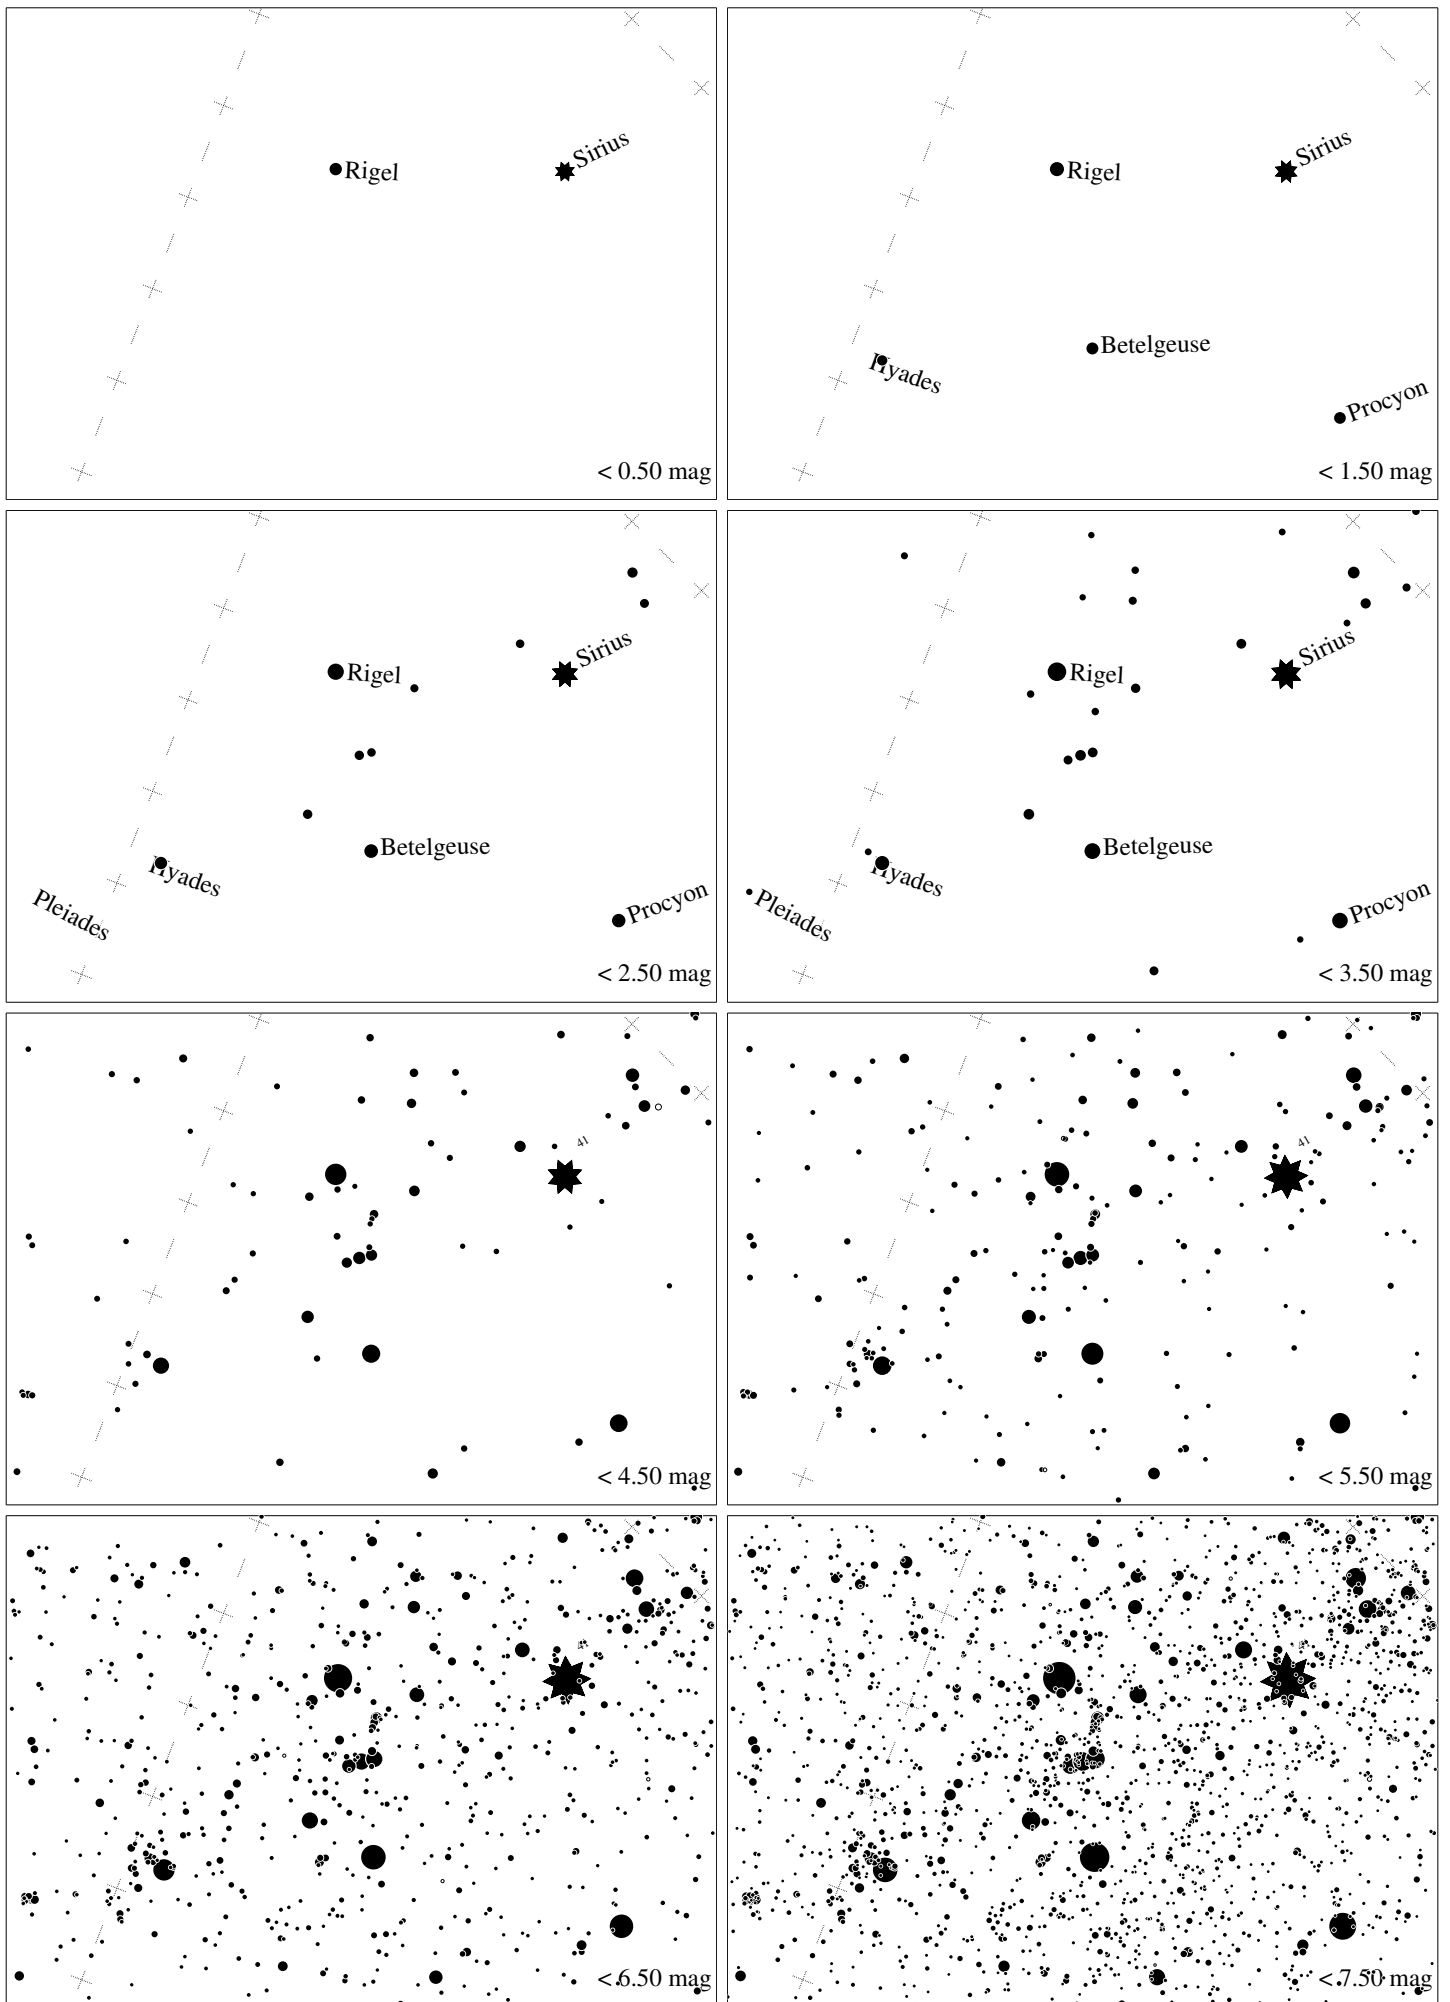 Sirius
Rigel
< 0.50 mag
Sirius
Rigel
Betelgeuse
Hyades
Procyon
< 1.50 mag
Sirius
Rigel
Betelgeuse
Hyades
Pleiades
Procyon
< 2.50 mag
Sirius
Rigel
Betelgeuse
Hyades
Pleiades
Procyon
< 3.50 mag
41
< 4.50 mag
41
< 5.50 mag
< 6.50 mag
< 7.50 mag